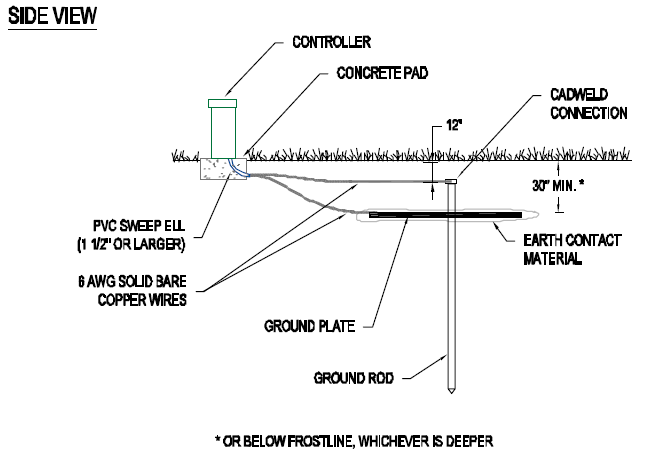 SIDE VIEW
CONTROLLER
CONCRETE PAD
CADWELD
CONNECTION
12"
30" MIN. *
PVC SWEEP ELL
(1 1/2" OR LARGER)
EARTH CONTACT
MATERIAL
6 AWG SOLID BARE
COPPER WIRES
GROUND PLATE
GROUND ROD
* OR BELOW FROSTLINE, WHICHEVER IS DEEPER